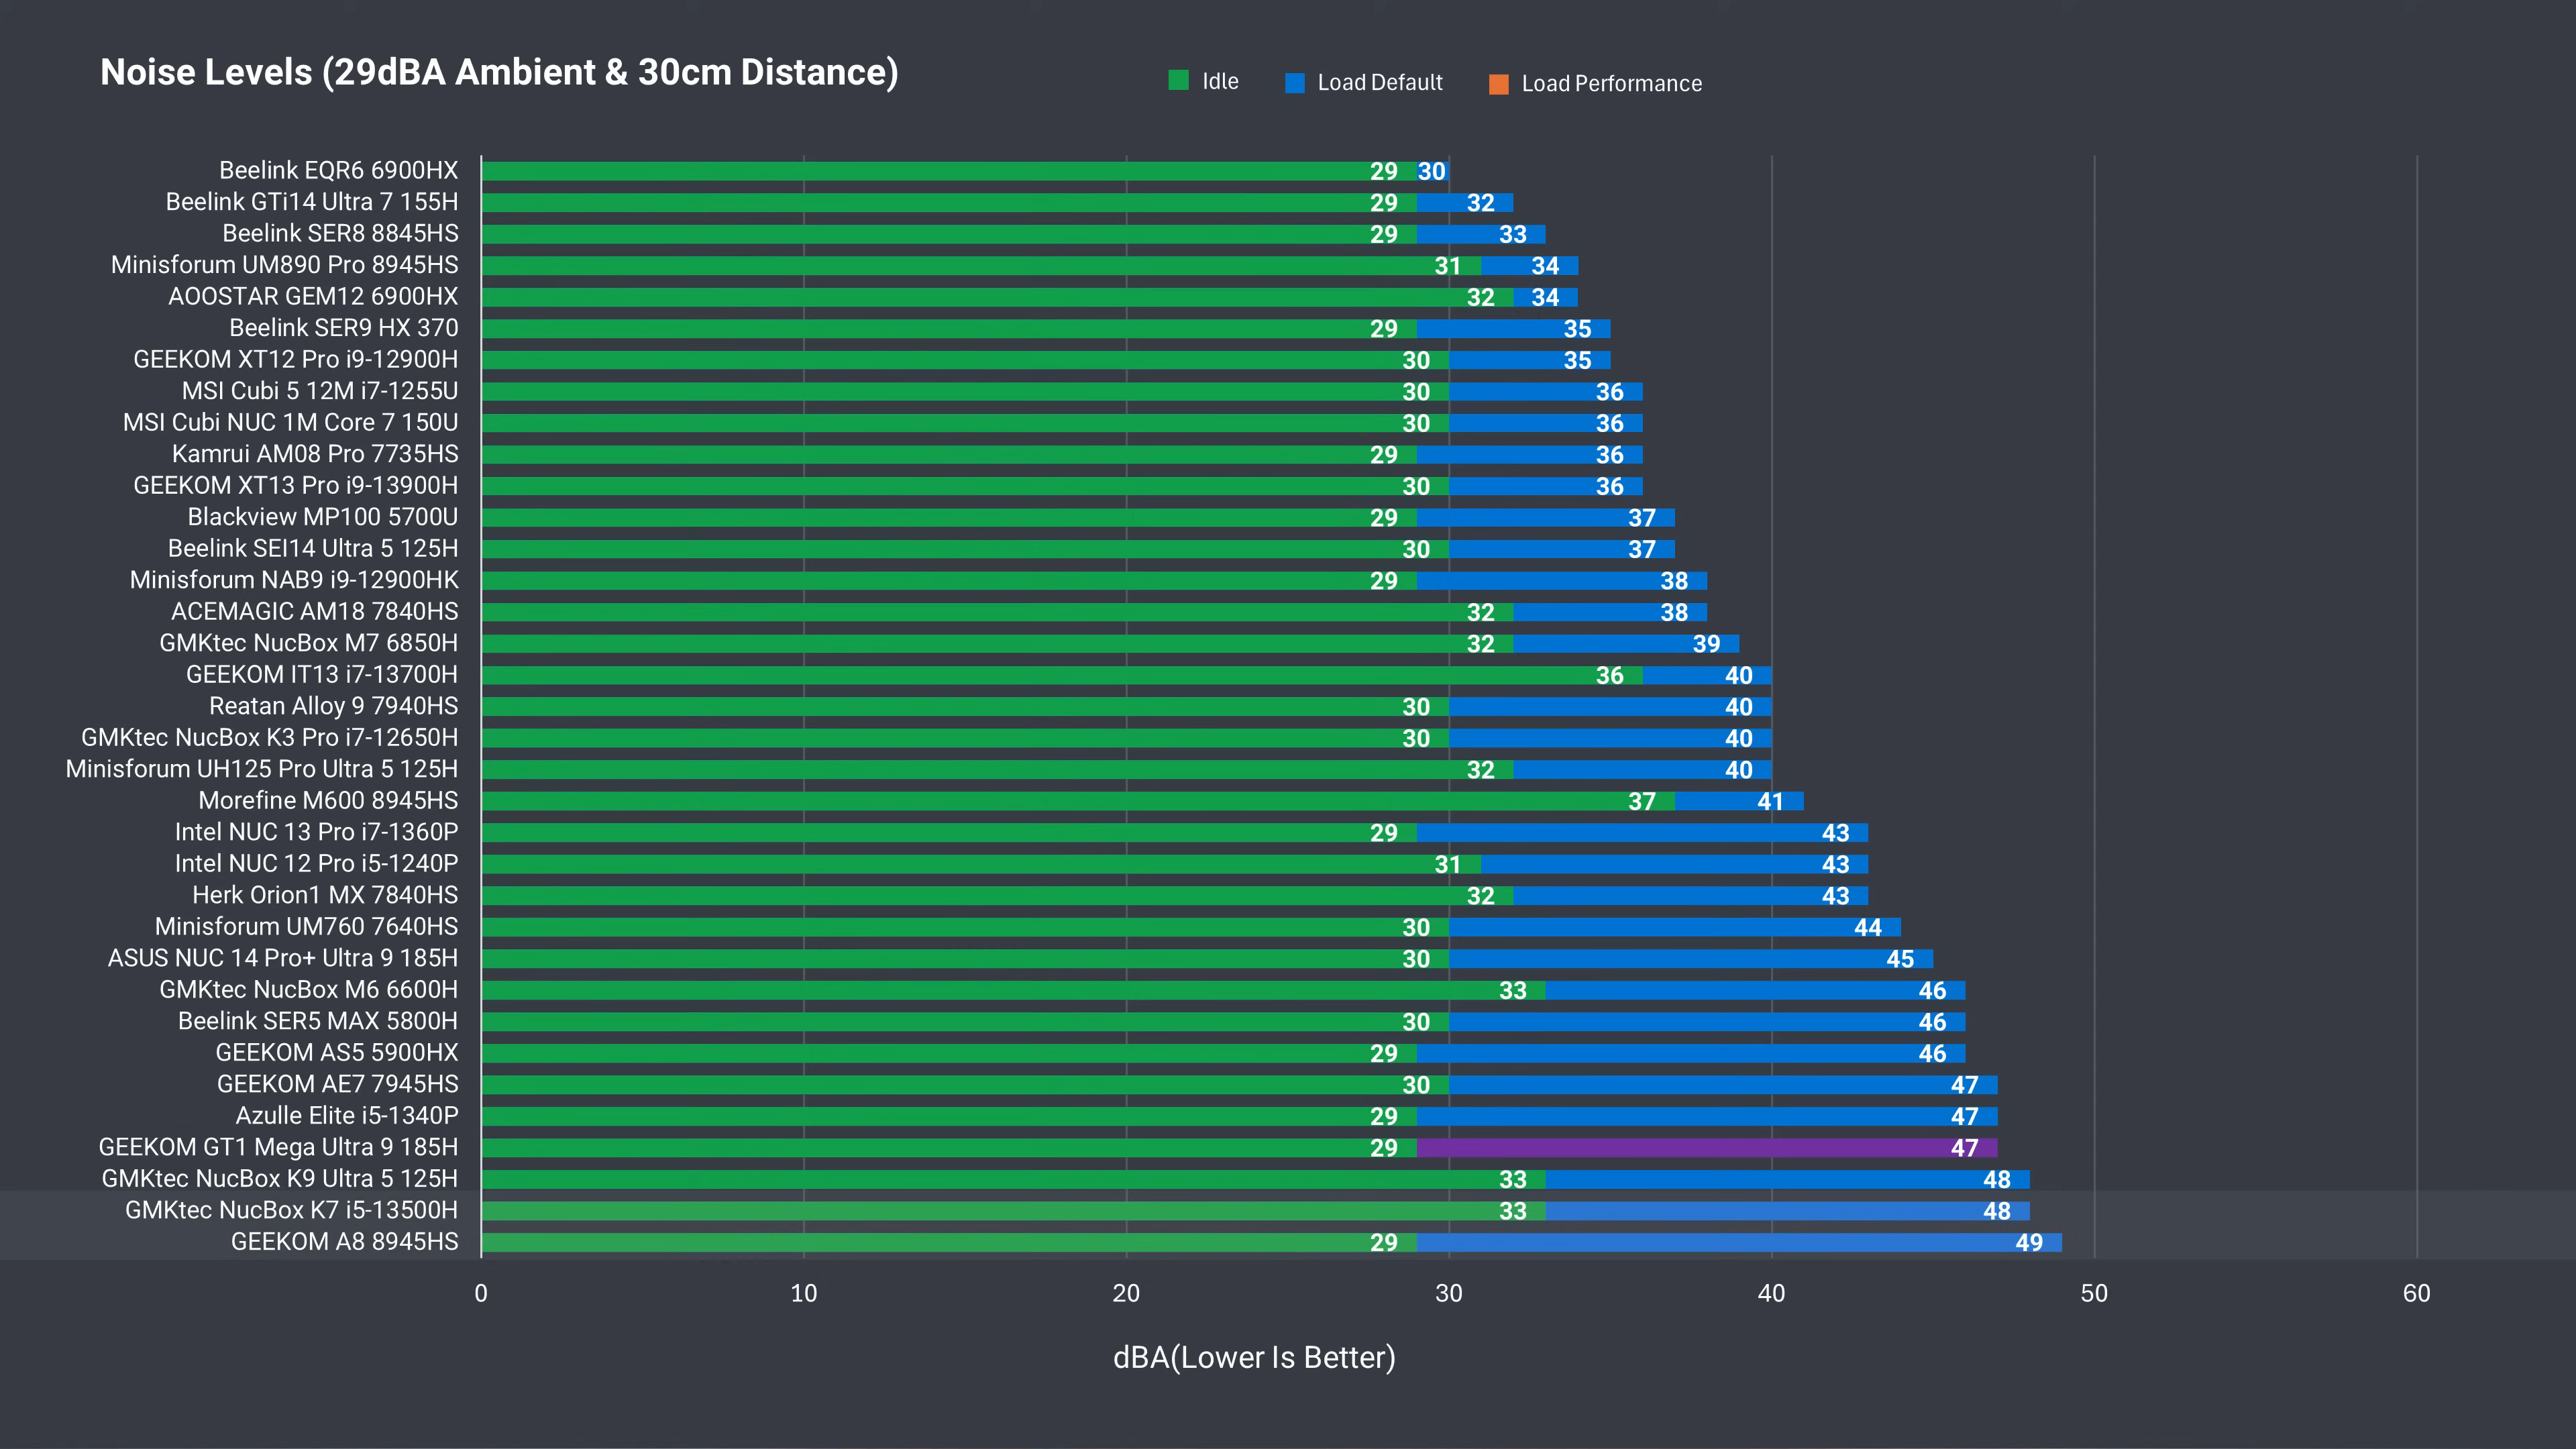 Noise Levels (29dBA Ambient & 30cm Distance)
Idle Load Default Load Performance
Beelink EQR6 6900HX 29 30
Beelink GTi14 Ultra 7 155H 29 32
Beelink SER8 8845HS 29 33
Minisforum UM890 Pro 8945HS 31 34
AOOSTAR GEM12 6900HX 32 34
Beelink SER9 HX 370 29 35
GEEKOM XT12 Pro i9-12900H 30 35
MSI Cubi 5 12M i7-1255U 30 36
MSI Cubi NUC 1M Core 7 150U 30 36
Kamrui AM08 Pro 7735HS 29 36
GEEKOM XT13 Pro i9-13900H 30 36
Blackview MP100 5700U 29 37
Beelink SEI14 Ultra 5 125H 30 37
Minisforum NAB9 i9-12900HK 29 38
ACEMAGIC AM18 7840HS 32 38
GMKtec NucBox M7 6850H 32 39
GEEKOM IT13 i7-13700H 36 40
Reatan Alloy 9 7940HS 30 40
GMKtec NucBox K3 Pro i7-12650H 30 40
Minisforum UH125 Pro Ultra 5 125H 32 40
Morefine M600 8945HS 37 41
Intel NUC 13 Pro i7-1360P 29 43
Intel NUC 12 Pro i5-1240P 31 43
Herk Orion1 MX 7840HS 32 43
Minisforum UM760 7640HS 30 44
ASUS NUC 14 Pro+ Ultra 9 185H 30 45
GMKtec NucBox M6 6600H 33 46
Beelink SER5 MAX 5800H 30 46
GEEKOM AS5 5900HX 29 46
GEEKOM AE7 7945HS 30 47
Azulle Elite i5-1340P 29 47
GEEKOM GT1 Mega Ultra 9 185H 29 47
GMKtec NucBox K9 Ultra 5 125H 33 48
GMKtec NucBox K7 i5-13500H 33 48
GEEKOM A8 8945HS 29 49
0 10 20 30 40 50 60
dBA(Lower Is Better)